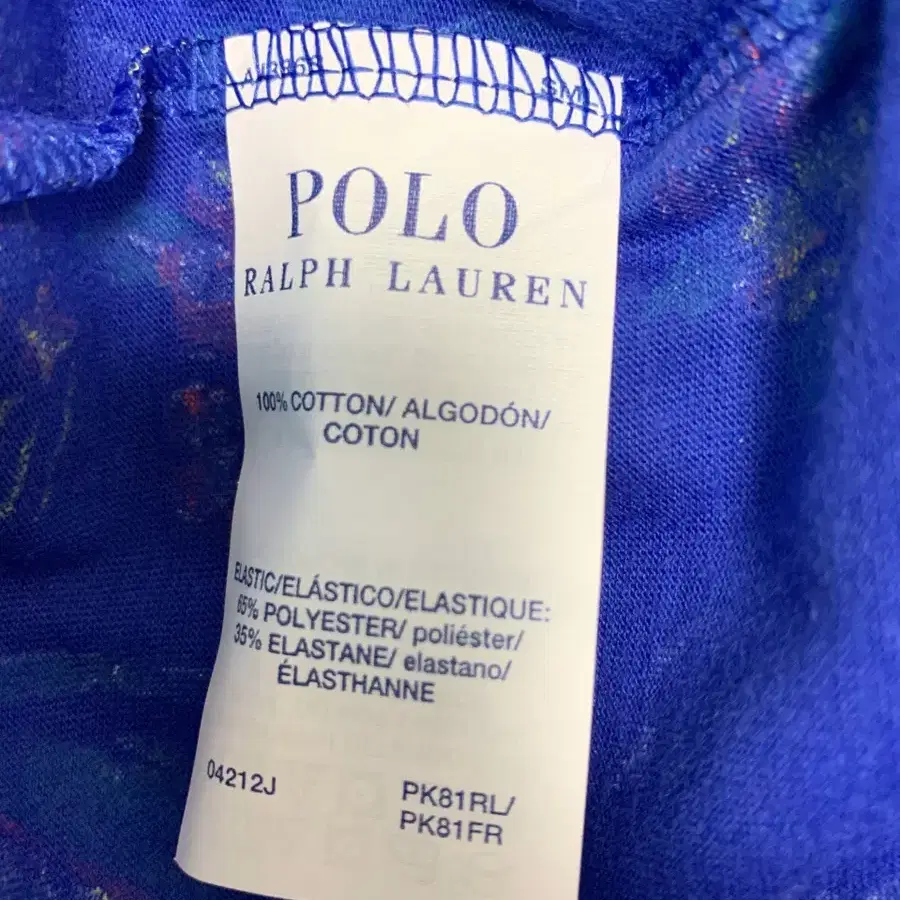 POLO
RALPH LAUREN
100% COTTON/ ALGODÓN/
COTON
ELASTIC/ELÁSTICO/ELASTIQUE:
65% POLYESTER/ poliéster/
35% ELASTANE/ elastano/
ÉLASTHANNE
04212J
PK81RL/
PK81FR